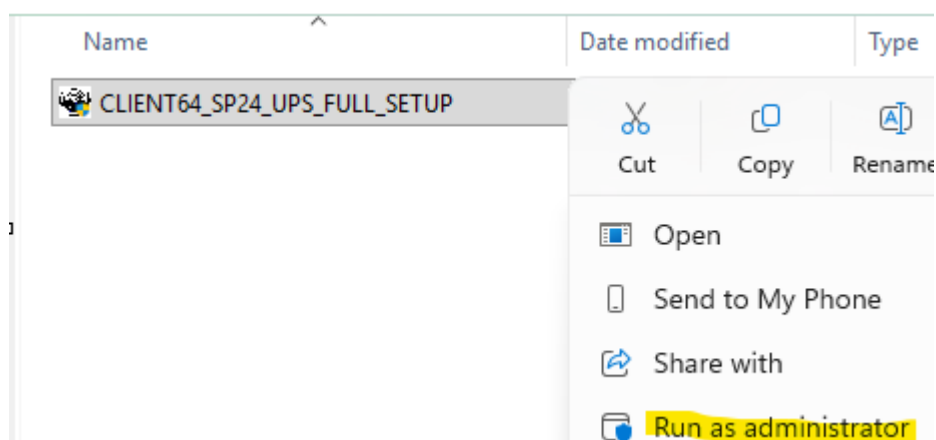 Name Date modified Type
CLIENT64_SP24_UPS_FULL_SETUP
Cut Copy Rename
Open
Send to My Phone
Share with
Run as administrator